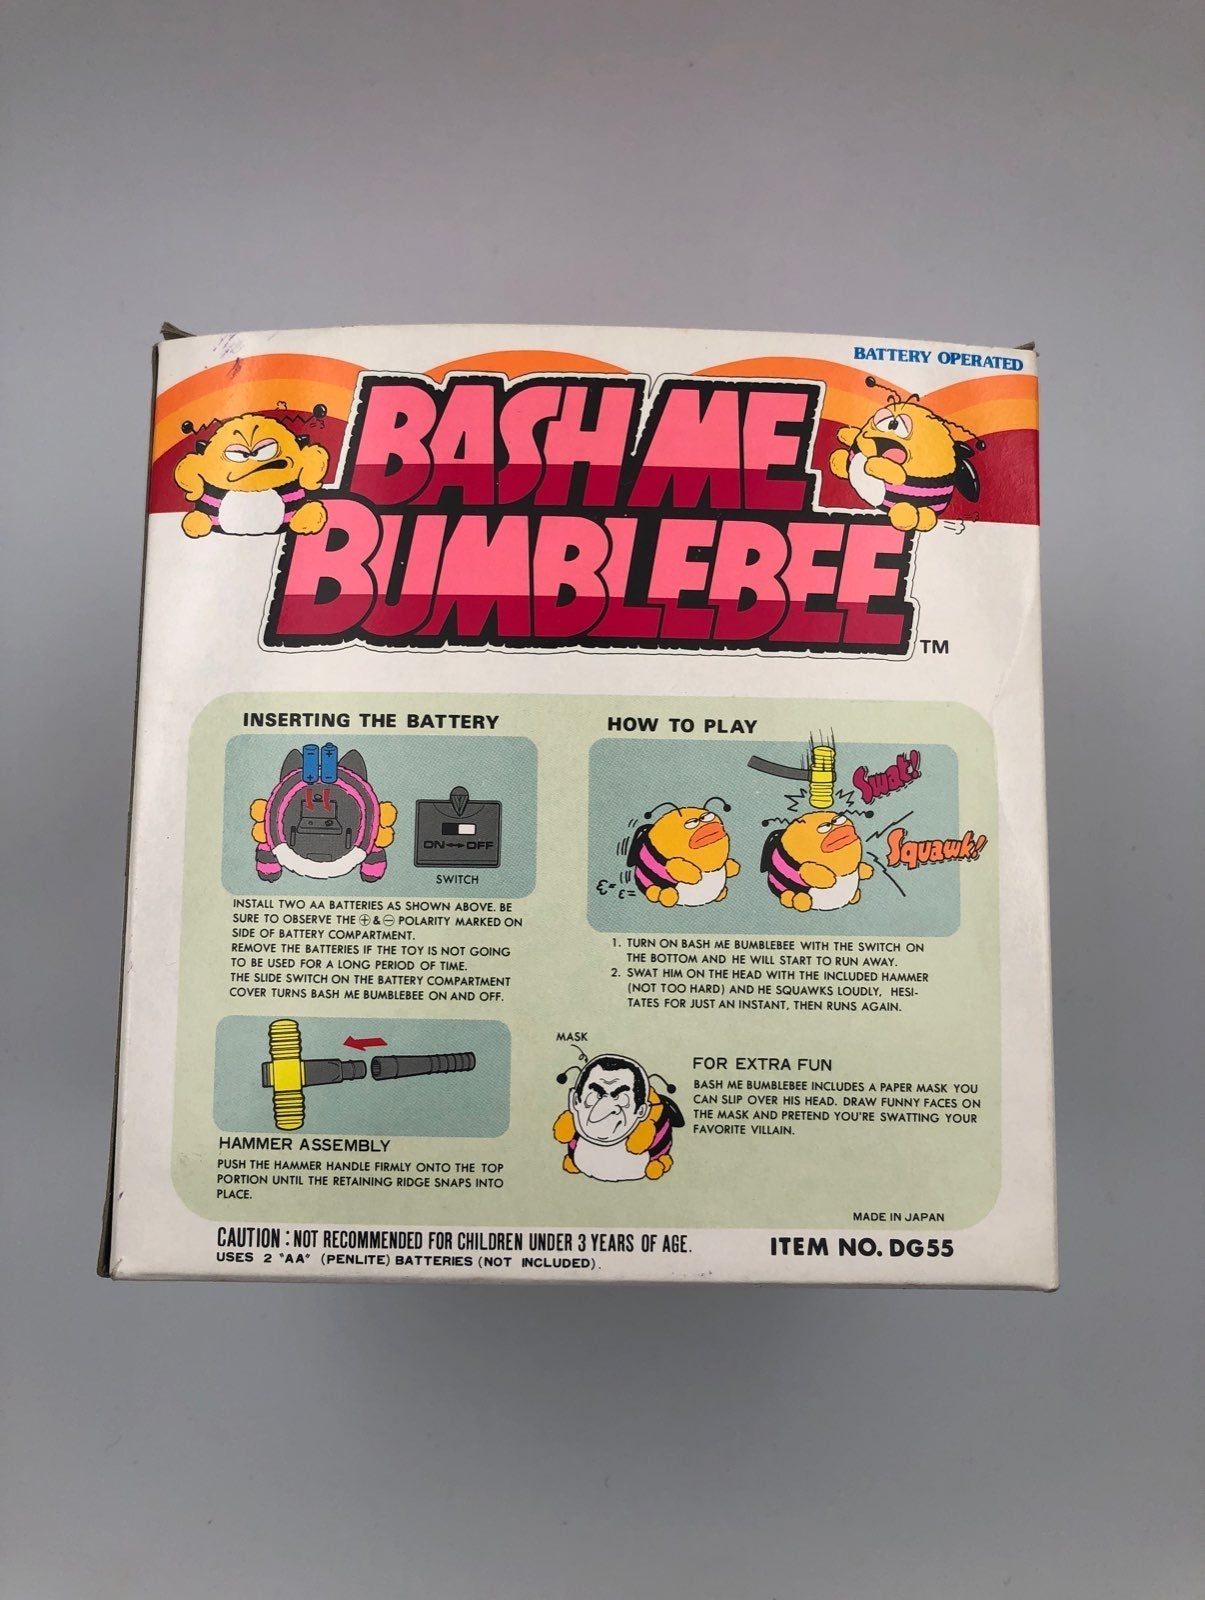 BATTERY OPERATED
BASH ME
BUMBLEBEE
TM
INSERTING THE BATTERY
ON↔OFF
SWITCH
INSTALL TWO AA BATTERIES AS SHOWN ABOVE. BE
SURE TO OBSERVE THE ⊕ & ⊖ POLARITY MARKED ON
SIDE OF BATTERY COMPARTMENT.
REMOVE THE BATTERIES IF THE TOY IS NOT GOING
TO BE USED FOR A LONG PERIOD OF TIME.
THE SLIDE SWITCH ON THE BATTERY COMPARTMENT
COVER TURNS BASH ME BUMBLEBEE ON AND OFF.
HAMMER ASSEMBLY
PUSH THE HAMMER HANDLE FIRMLY ONTO THE TOP
PORTION UNTIL THE RETAINING RIDGE SNAPS INTO
PLACE.
HOW TO PLAY
Swat!
Squawk!
1. TURN ON BASH ME BUMBLEBEE WITH THE SWITCH ON
THE BOTTOM AND HE WILL START TO RUN AWAY.
2. SWAT HIM ON THE HEAD WITH THE INCLUDED HAMMER
(NOT TOO HARD) AND HE SQUAWKS LOUDLY, HESI-
TATES FOR JUST AN INSTANT, THEN RUNS AGAIN.
MASK
FOR EXTRA FUN
BASH ME BUMBLEBEE INCLUDES A PAPER MASK YOU
CAN SLIP OVER HIS HEAD. DRAW FUNNY FACES ON
THE MASK AND PRETEND YOU'RE SWATTING YOUR
FAVORITE VILLAIN.
MADE IN JAPAN
CAUTION : NOT RECOMMENDED FOR CHILDREN UNDER 3 YEARS OF AGE.
USES 2 "AA" (PENLITE) BATTERIES (NOT INCLUDED).
ITEM NO. DG55